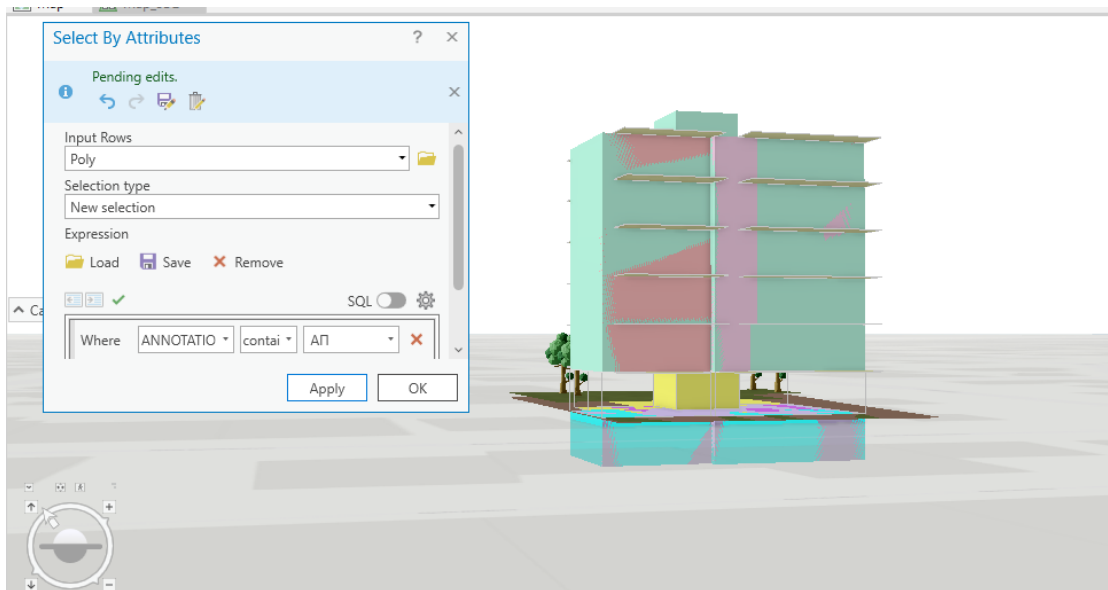 Select By Attributes ? ×
Pending edits.
Input Rows
Poly
Selection type
New selection
Expression
Load Save Remove
SQL
Where ANNOTATIO contai ΑΠ
Apply OK